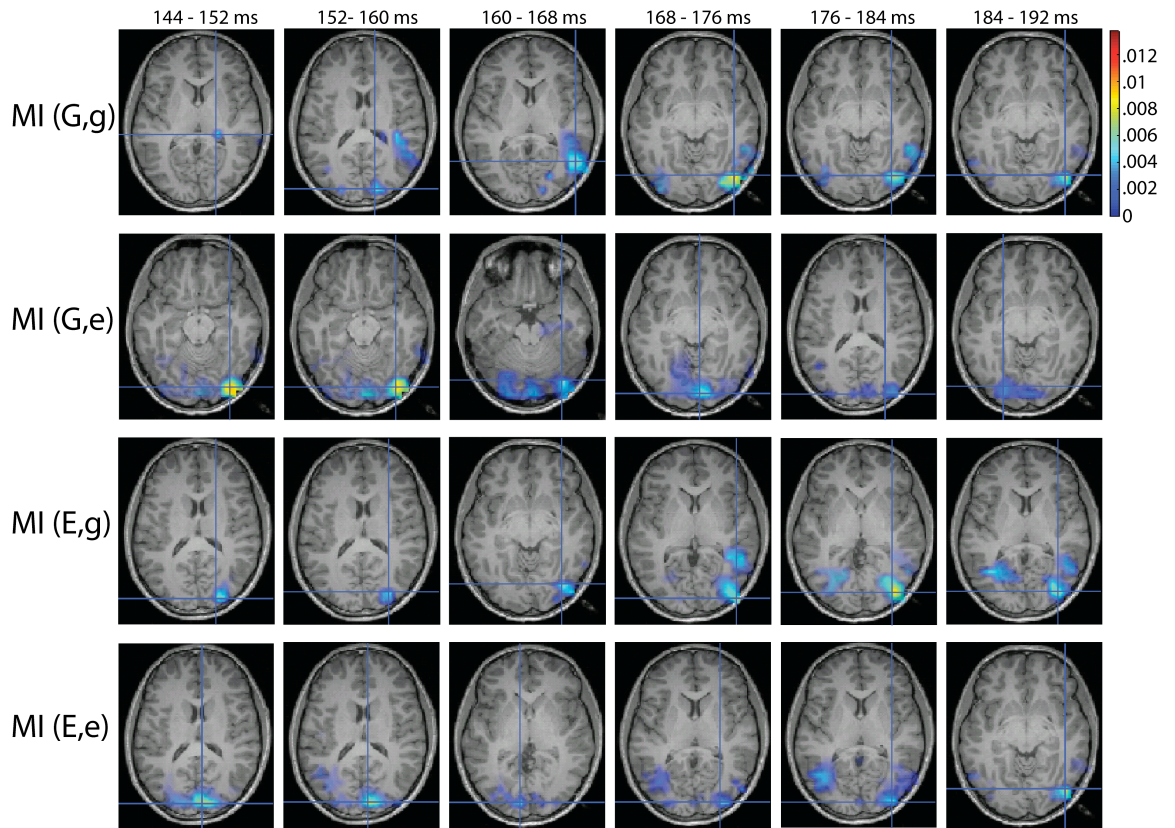 144 - 152 ms 152- 160 ms 160 - 168 ms 168 - 176 ms 176 - 184 ms 184 - 192 ms
MI (G,g)
.012
.01
.008
.006
.004
.002
0
MI (G,e)
MI (E,g)
MI (E,e)